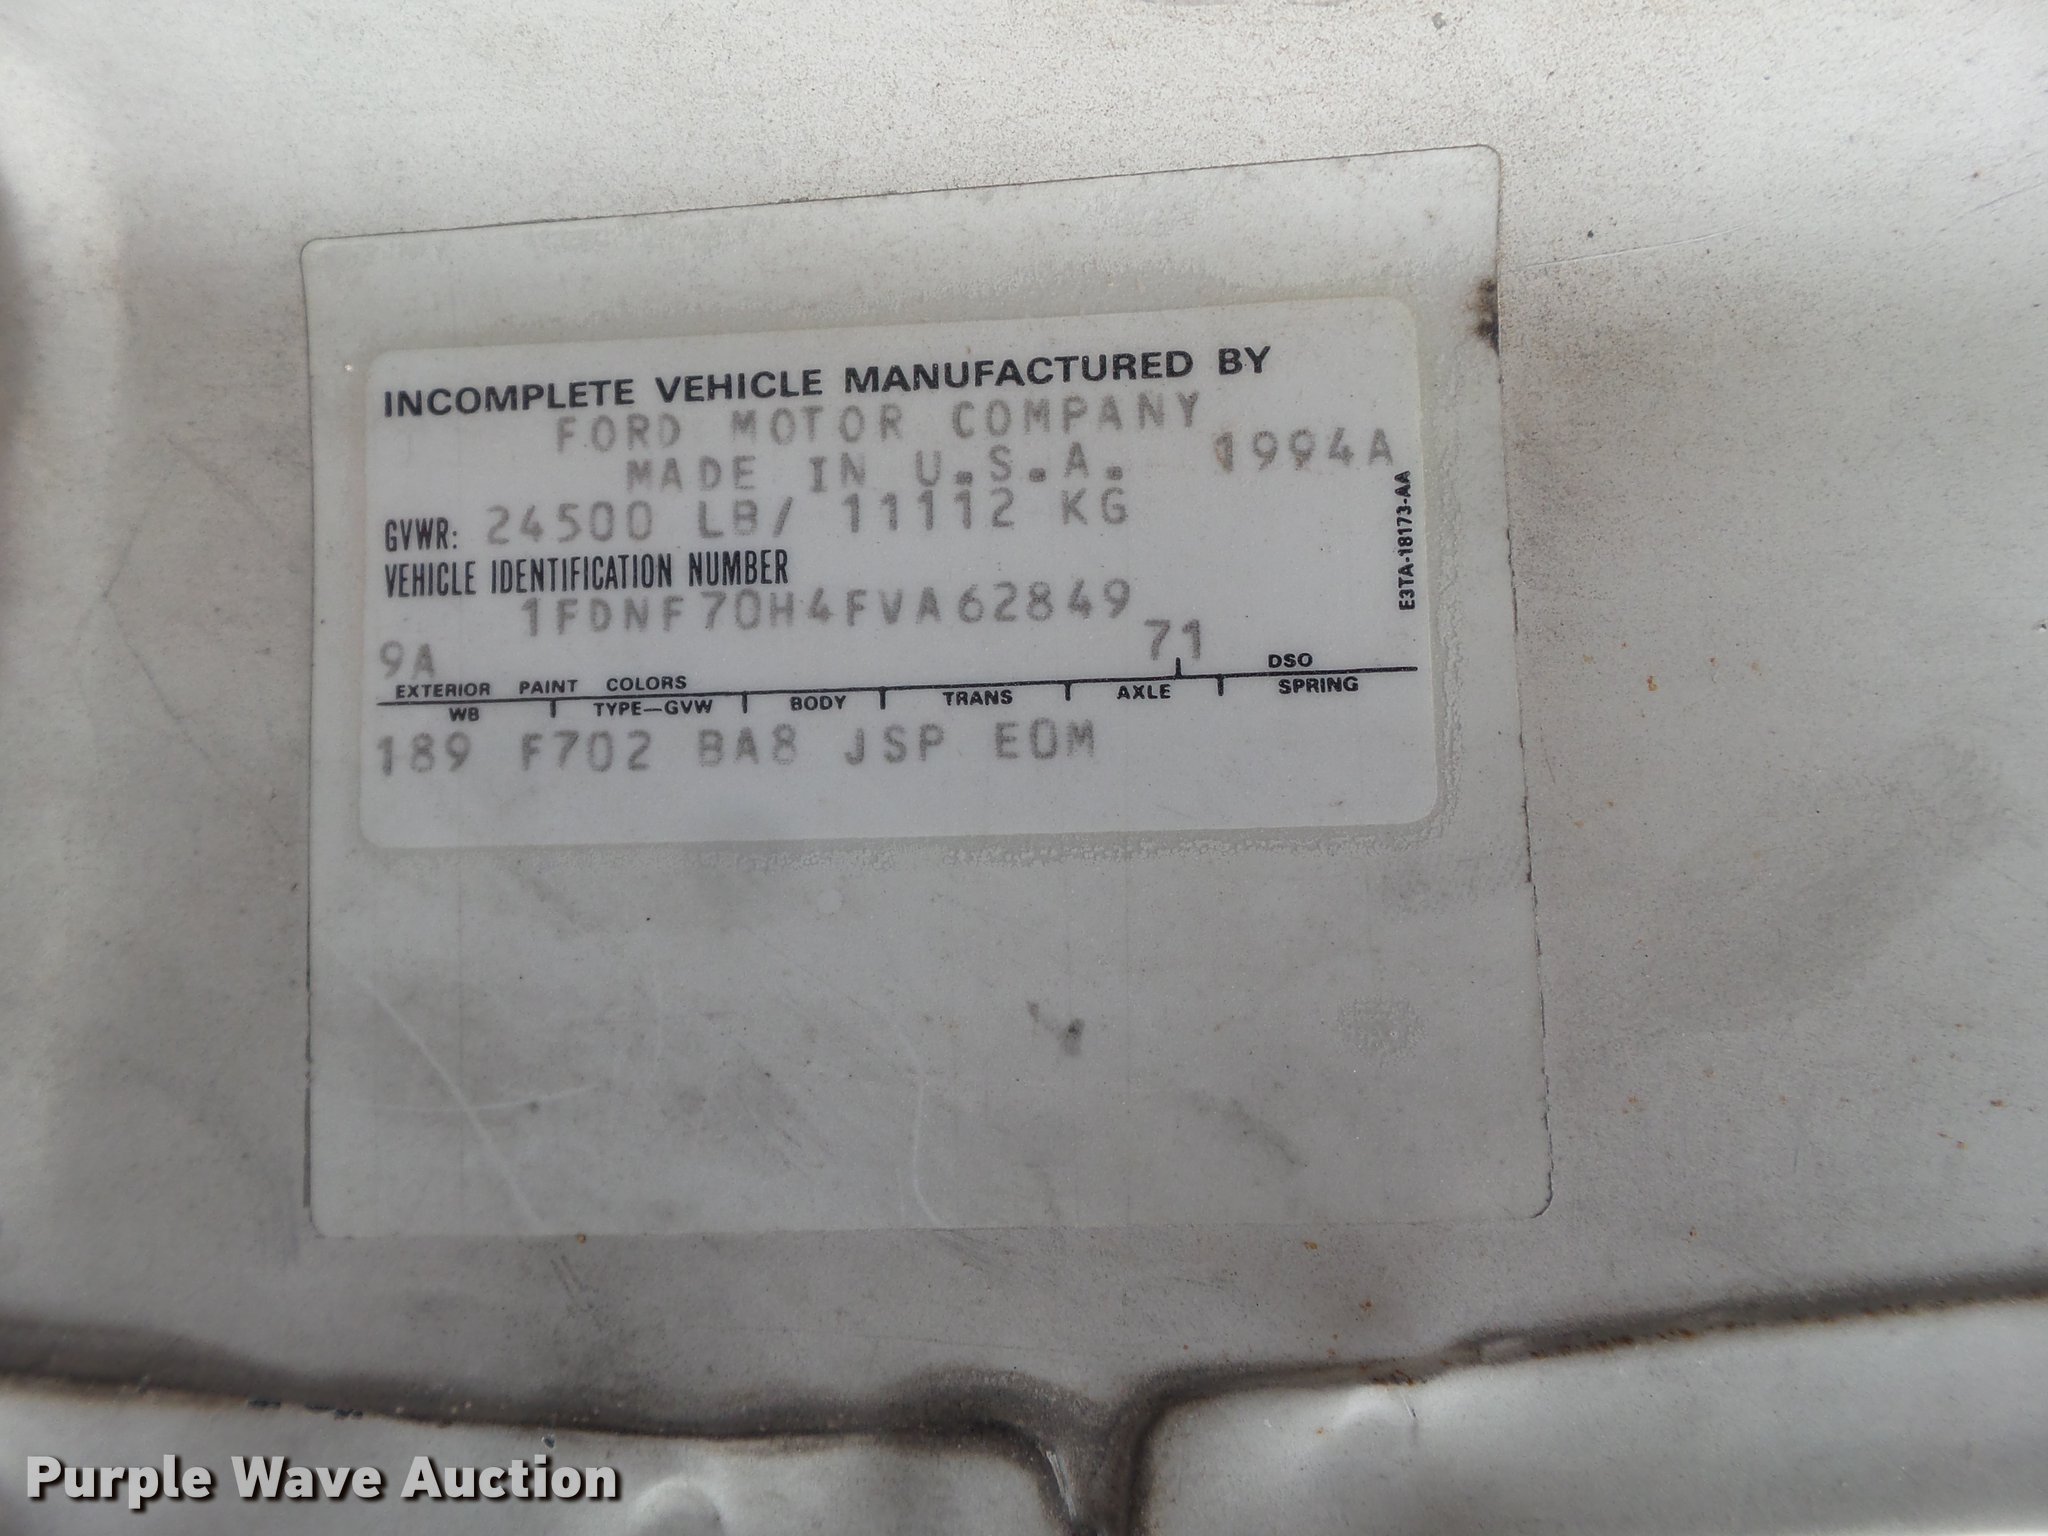 INCOMPLETE VEHICLE MANUFACTURED BY
FORD MOTOR COMPANY
MADE IN U.S.A. 1994A
GVWR: 24500 LB/ 11112 KG
VEHICLE IDENTIFICATION NUMBER
1FDNF70H4FVA62849
E3TA-18173-AA
9A 71
EXTERIOR PAINT COLORS DSO
WB TYPE-GVW BODY TRANS AXLE SPRING
189 F702 BA8 JSP EOM
Purple Wave Auction